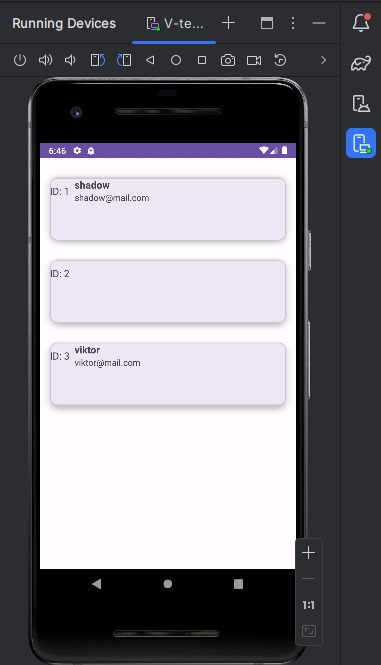 Running Devices
V-te...
6:46
ID: 1 shadow
shadow@mail.com
ID: 2
ID: 3 viktor
viktor@mail.com
1:1